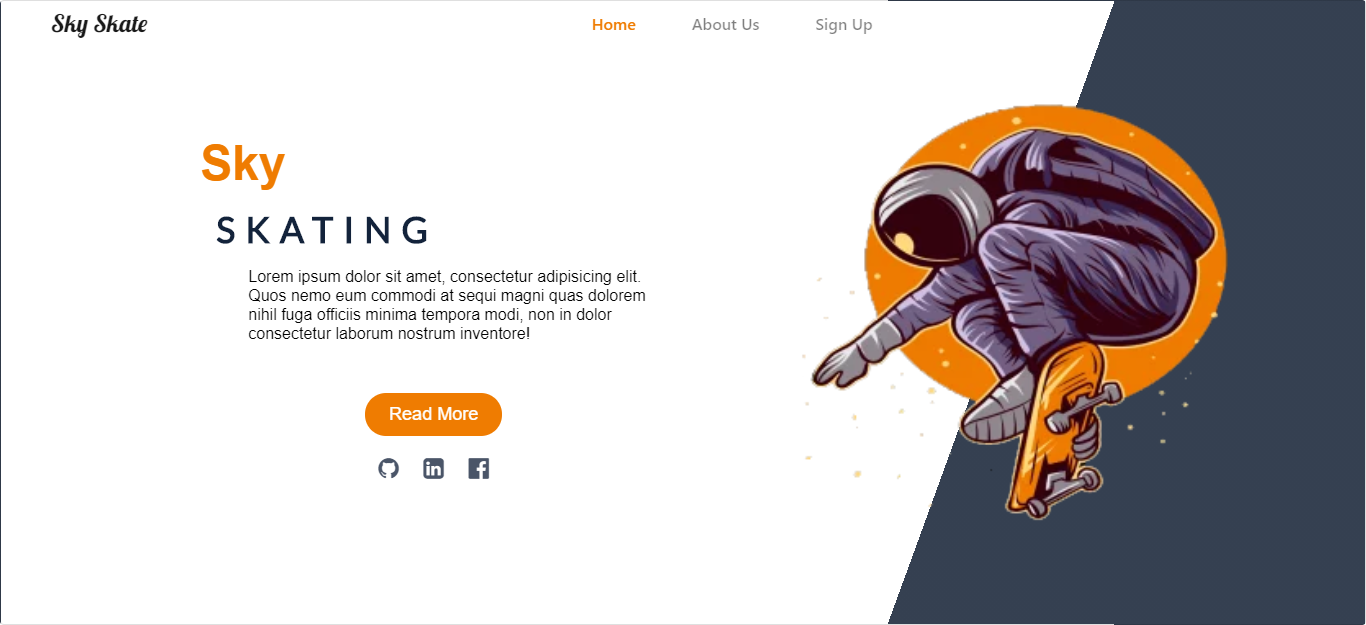 Sky Skate
Home
About Us
Sign Up
Sky
SKATING
Lorem ipsum dolor sit amet, consectetur adipisicing elit.
Quos nemo eum commodi at sequi magni quas dolorem
nihil fuga officiis minima tempora modi, non in dolor
consectetur laborum nostrum inventore!
Read More